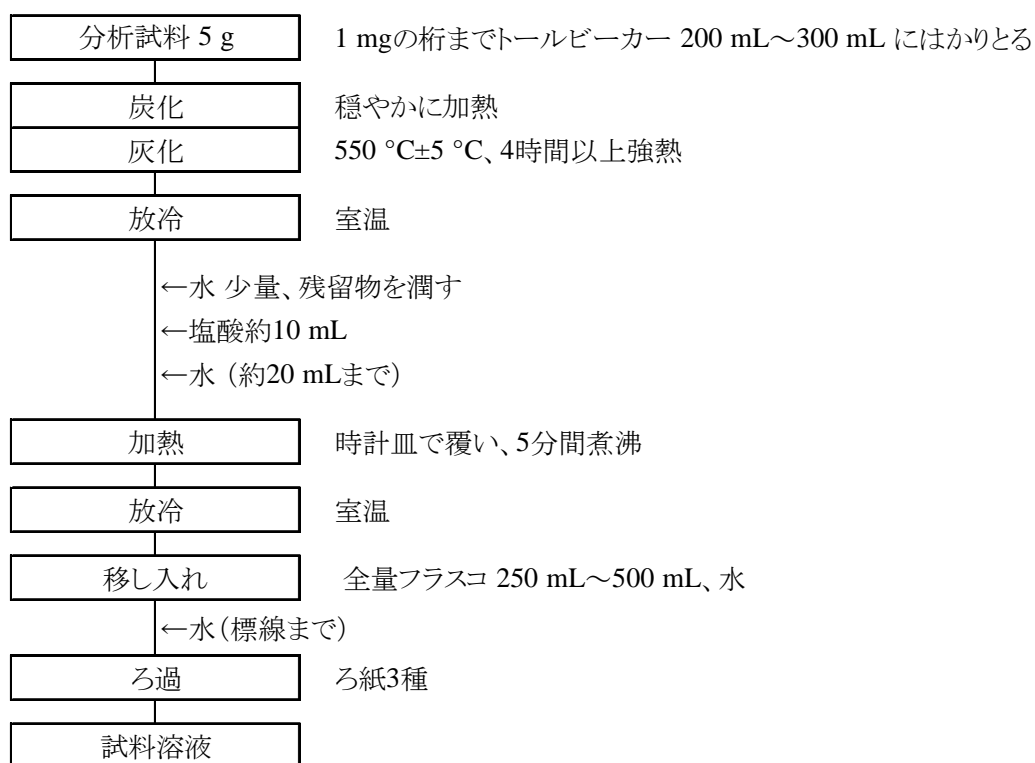 分析試料 5 g 1 mgの桁までトールビーカー 200 mL～300 mL にはかりとる
炭化 穏やかに加熱
灰化 550 °C±5 °C、4時間以上強熱
放冷 室温
←水 少量、残留物を潤す
←塩酸約10 mL
←水（約20 mLまで）
加熱 時計皿で覆い、5分間煮沸
放冷 室温
移し入れ 全量フラスコ 250 mL～500 mL、水
←水（標線まで）
ろ過 ろ紙3種
試料溶液